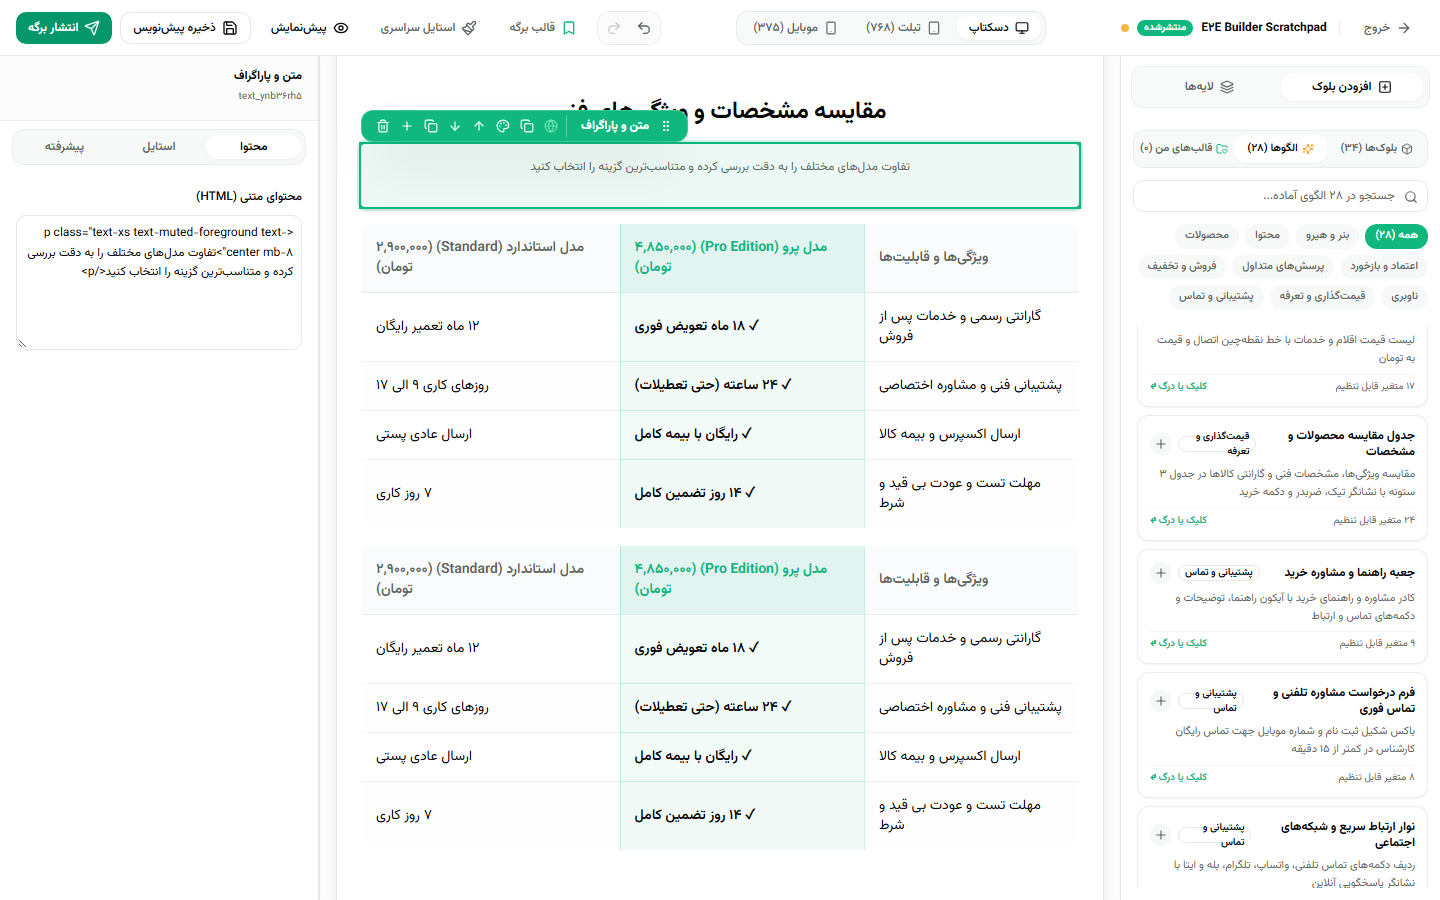 خروج
E۲E Builder Scratchpad
منتشرشده
دسکتاپ
تبلت (۷۶۸)
موبایل (۳۷۵)
قالب برگه
استایل سراسری
پیش‌نمایش
ذخیره پیش‌نویس
انتشار برگه
افزودن بلوک
لایه‌ها
بلوک‌ها (۳۴)
الگوها (۲۸)
قالب‌های من (۰)
جستجو در ۲۸ الگوی آماده...
همه (۲۸)
بنر و هیرو
محتوا
محصولات
اعتماد و بازخورد
پرسش‌های متداول
فروش و تخفیف
ناوبری
قیمت‌گذاری و تعرفه
پشتیبانی و تماس
لیست قیمت اقلام و خدمات با خط نقطه‌چین اتصال و قیمت
به تومان
۱۷ متغیر قابل تنظیم
کلیک یا درگ
جدول مقایسه محصولات و
مشخصات
قیمت‌گذاری و
تعرفه
مقایسه ویژگی‌ها، مشخصات فنی و گارانتی کالاها در جدول ۳
ستونه با نشانگر تیک، ضربدر و دکمه خرید
۲۴ متغیر قابل تنظیم
کلیک یا درگ
جعبه راهنما و مشاوره خرید
پشتیبانی و تماس
کادر مشاوره و راهنمای خرید با آیکون راهنما، توضیحات و
دکمه‌های تماس و ارتباط
۹ متغیر قابل تنظیم
کلیک یا درگ
فرم درخواست مشاوره تلفنی و
تماس فوری
پشتیبانی و
تماس
باکس شکیل ثبت نام و شماره موبایل جهت تماس رایگان
کارشناس در کمتر از ۱۵ دقیقه
۸ متغیر قابل تنظیم
کلیک یا درگ
نوار ارتباط سریع و شبکه‌های
اجتماعی
پشتیبانی و
تماس
ردیف دکمه‌های تماس تلفنی، واتساپ، تلگرام، بله و ایتا با
نشانگر پاسخگویی آنلاین
مقایسه مشخصات و ویژگی‌های فنی
متن و پاراگراف
تفاوت مدل‌های مختلف را به دقت بررسی کرده و متناسب‌ترین گزینه را انتخاب کنید
ویژگی‌ها و قابلیت‌ها
مدل پرو (Pro Edition) (۴,۸۵۰,۰۰۰
تومان)
مدل استاندارد (Standard) (۲,۹۰۰,۰۰۰
تومان)
گارانتی رسمی و خدمات پس از
فروش
✓ ۱۸ ماه تعویض فوری
۱۲ ماه تعمیر رایگان
پشتیبانی فنی و مشاوره اختصاصی
✓ ۲۴ ساعته (حتی تعطیلات)
روزهای کاری ۹ الی ۱۷
ارسال اکسپرس و بیمه کالا
✓ رایگان با بیمه کامل
ارسال عادی پستی
مهلت تست و عودت بی قید و
شرط
✓ ۱۴ روز تضمین کامل
۷ روز کاری
ویژگی‌ها و قابلیت‌ها
مدل پرو (Pro Edition) (۴,۸۵۰,۰۰۰
تومان)
مدل استاندارد (Standard) (۲,۹۰۰,۰۰۰
تومان)
گارانتی رسمی و خدمات پس از
فروش
✓ ۱۸ ماه تعویض فوری
۱۲ ماه تعمیر رایگان
پشتیبانی فنی و مشاوره اختصاصی
✓ ۲۴ ساعته (حتی تعطیلات)
روزهای کاری ۹ الی ۱۷
ارسال اکسپرس و بیمه کالا
✓ رایگان با بیمه کامل
ارسال عادی پستی
مهلت تست و عودت بی قید و
شرط
✓ ۱۴ روز تضمین کامل
۷ روز کاری
متن و پاراگراف
text_ynb۳۶rh۵
محتوا
استایل
پیشرفته
محتوای متنی (HTML)
<p class="text-xs text-muted-foreground text-
center mb-۸">تفاوت مدل‌های مختلف را به دقت بررسی
کرده و متناسب‌ترین گزینه را انتخاب کنید</p>